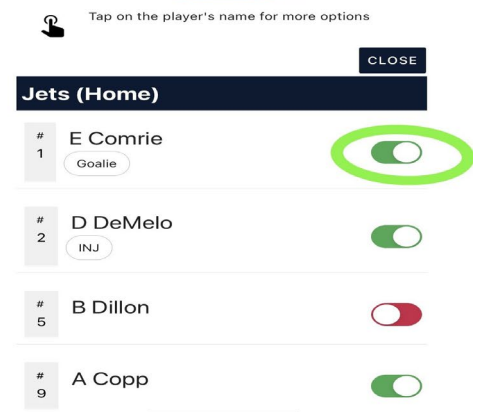 Tap on the player's name for more options
CLOSE
Jets (Home)
# 1
E Comrie
Goalie
# 2
D DeMelo
INJ
# 5
B Dillon
# 9
A Copp